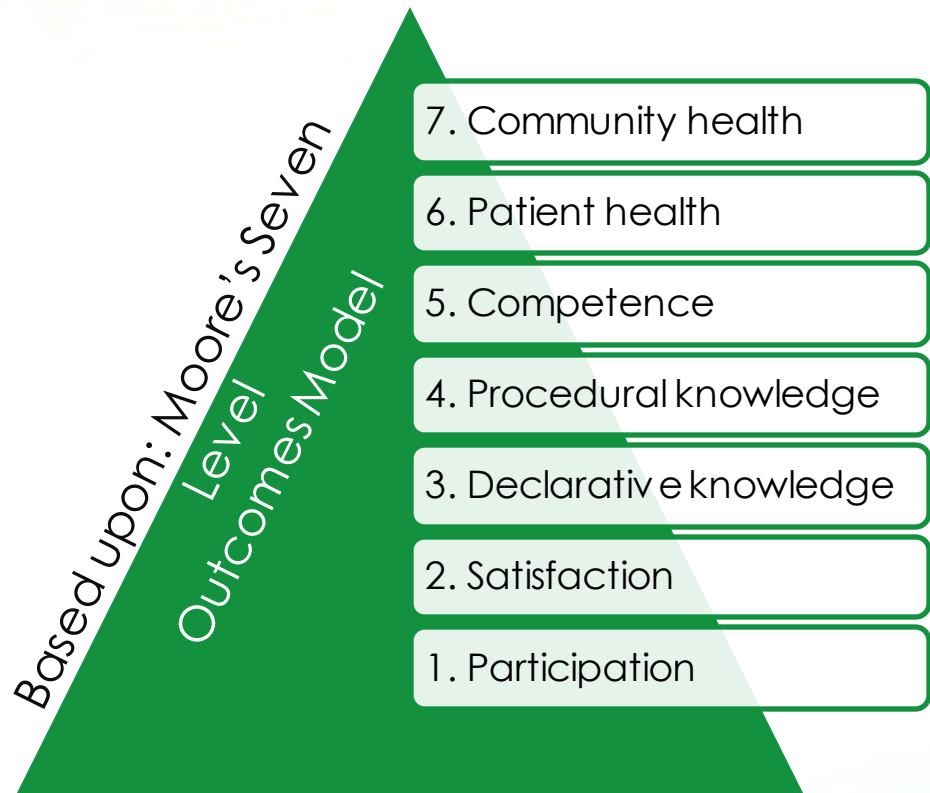 Based upon: Moore's Seven
Level
Outcomes Model
7. Community health
6. Patient health
5. Competence
4. Procedural knowledge
3. Declarative knowledge
2. Satisfaction
1. Participation